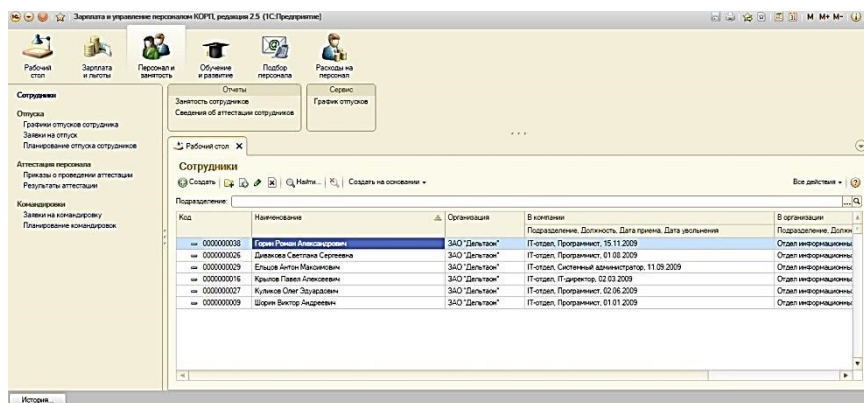 Зарплата и управление персоналом КОРП, редакция 2.5 (1С:Предприятие)
M M+ M-
Рабочий стол
Зарплата и льготы
Персонал и занятость
Обучение и развитие
Подбор персонала
Расходы на персонал
Сотрудники
Отпуска
Графики отпусков сотрудника
Заявки на отпуск
Планирование отпуска сотрудников
Аттестация персонала
Приказы о проведении аттестации
Результаты аттестации
Командировки
Заявки на командировку
Планирование командировок
Отчеты
Занятость сотрудников
Сведения об аттестации сотрудников
Сервис
График отпусков
Рабочий стол X
Сотрудники
Создать Найти... Создать на основании Все действия
Подразделение:
Код Наименование Организация В компании В организации
Подразделение, Должность, Дата приема, Дата увольнения Подразделение, Должн
0000000038 Горин Роман Александрович ЗАО "Дельтаон" IT-отдел, Программист, 15.11.2009 Отдел информационны
0000000026 Дивакова Светлана Сергеевна ЗАО "Дельтаон" IT-отдел, Программист, 01.08.2009 Отдел информационны
0000000029 Ельцов Антон Максимович ЗАО "Дельтаон" IT-отдел, Системный администратор, 11.09.2009 Отдел информационны
0000000016 Крылов Павел Алексеевич ЗАО "Дельтаон" IT-отдел, IT-директор, 02.03.2009 Отдел информационны
0000000027 Куликов Олег Эдуардович ЗАО "Дельтаон" IT-отдел, Программист, 02.06.2009 Отдел информационны
0000000009 Шорин Виктор Андреевич ЗАО "Дельтаон" IT-отдел, Программист, 01.01.2009 Отдел информационны
История...